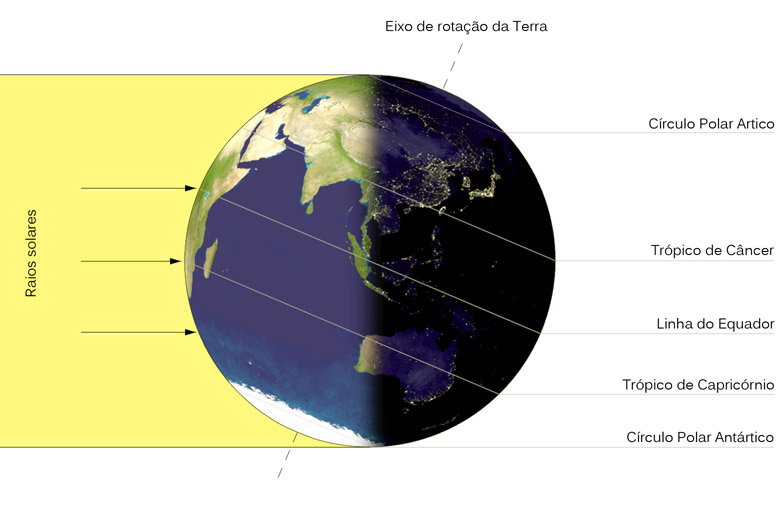 Eixo de rotação da Terra
Círculo Polar Artico
Raios solares
Trópico de Câncer
Linha do Equador
Trópico de Capricórnio
Círculo Polar Antártico